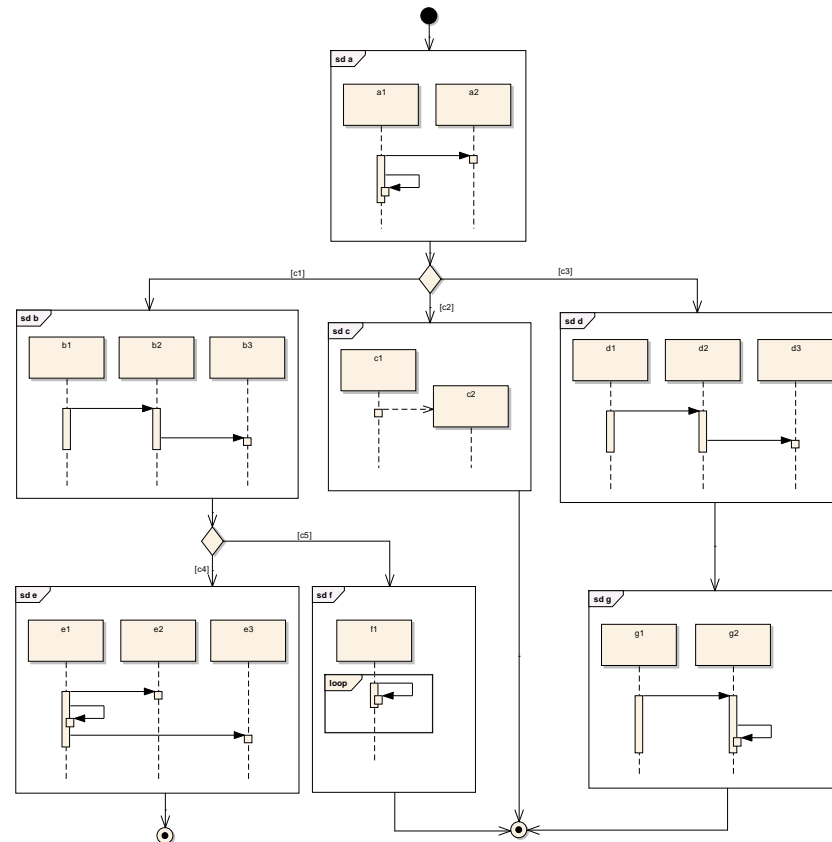 sd a
a1
a2
[c1]
[c3]
[c2]
sd b
b1
b2
b3
sd c
c1
c2
sd d
d1
d2
d3
[c5]
[c4]
sd e
e1
e2
e3
sd f
f1
loop
sd g
g1
g2